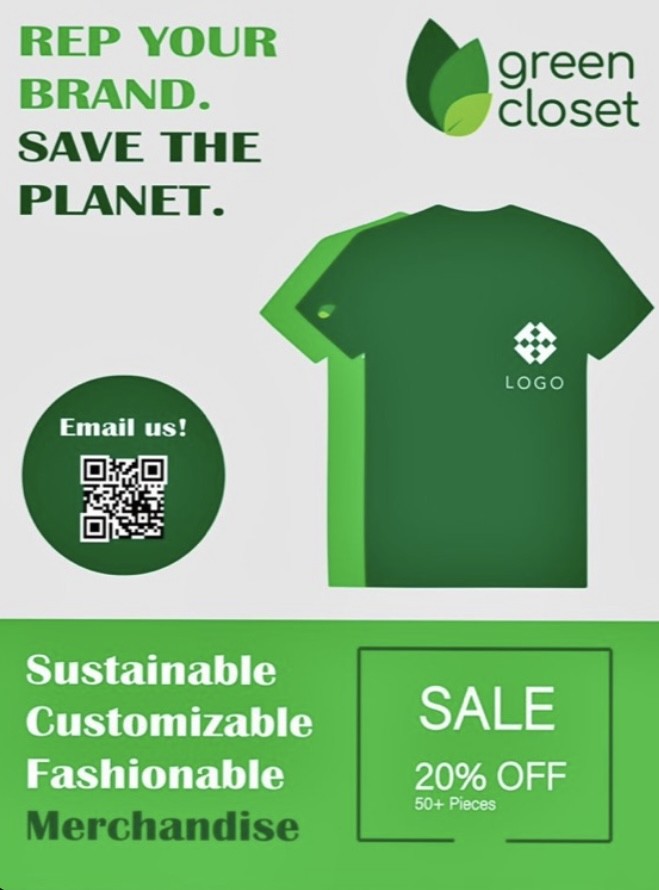 REP YOUR
BRAND.
SAVE THE
PLANET.
green
closet
LOGO
Email us!
Sustainable
Customizable
Fashionable
Merchandise
SALE
20% OFF
50+ Pieces